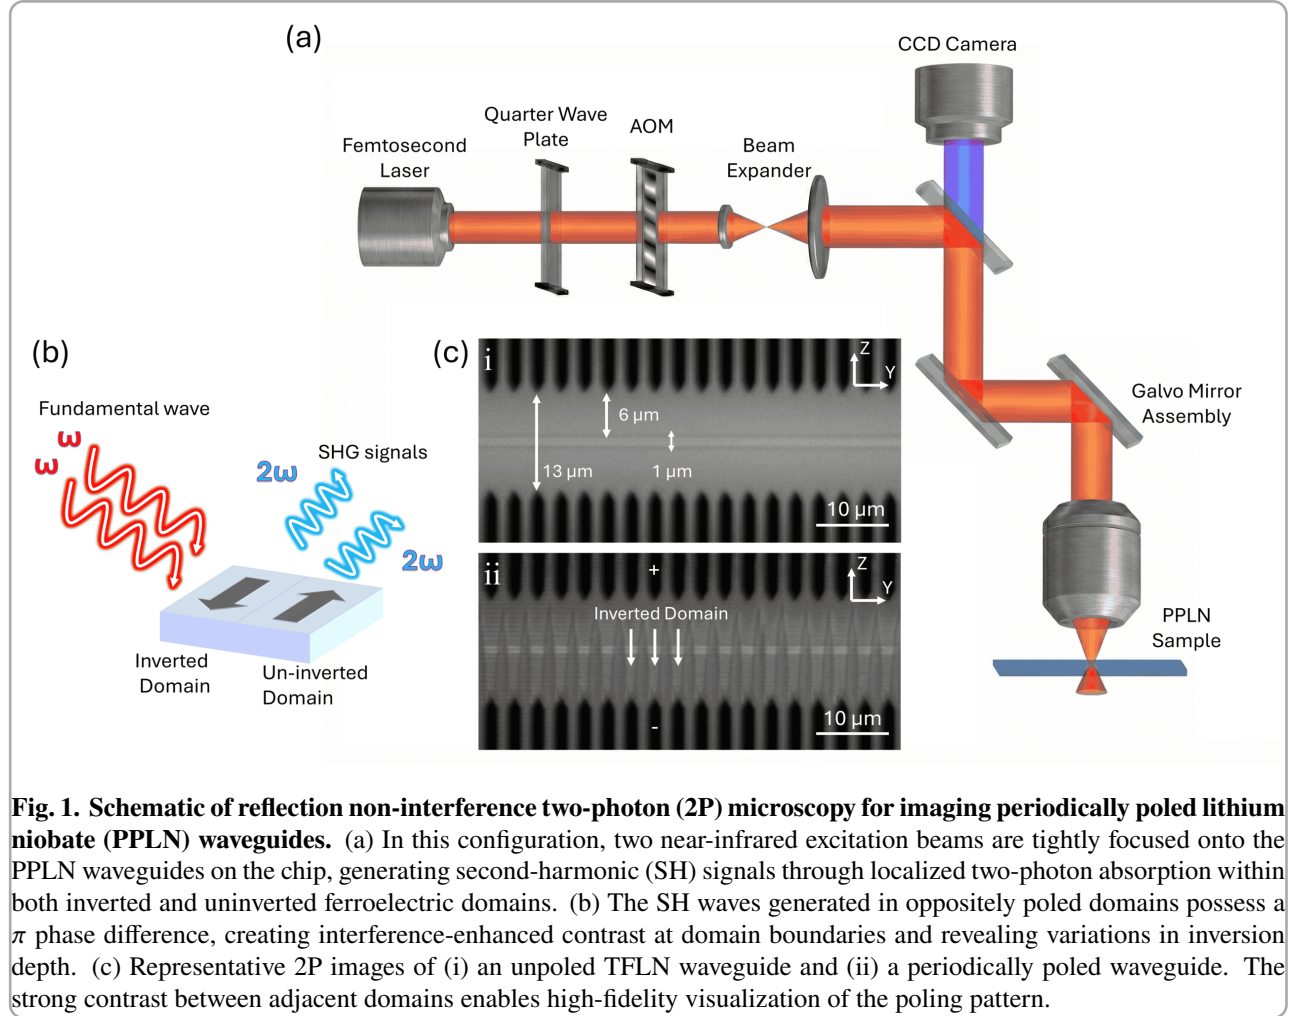 (a)
CCD Camera
Quarter Wave
Plate
AOM
Beam
Expander
Femtosecond
Laser
Galvo Mirror
Assembly
PPLN
Sample
(b)
Fundamental wave
ω
ω
SHG signals
2ω
2ω
Inverted
Domain
Un-inverted
Domain
(c)
i
Z
Y
6 μm
13 μm
1 μm
10 μm
ii
+
Z
Y
Inverted Domain
-
10 μm
Fig. 1. Schematic of reflection non-interference two-photon (2P) microscopy for imaging periodically poled lithium
niobate (PPLN) waveguides. (a) In this configuration, two near-infrared excitation beams are tightly focused onto the
PPLN waveguides on the chip, generating second-harmonic (SH) signals through localized two-photon absorption within
both inverted and uninverted ferroelectric domains. (b) The SH waves generated in oppositely poled domains possess a
π phase difference, creating interference-enhanced contrast at domain boundaries and revealing variations in inversion
depth. (c) Representative 2P images of (i) an unpoled TFLN waveguide and (ii) a periodically poled waveguide. The
strong contrast between adjacent domains enables high-fidelity visualization of the poling pattern.